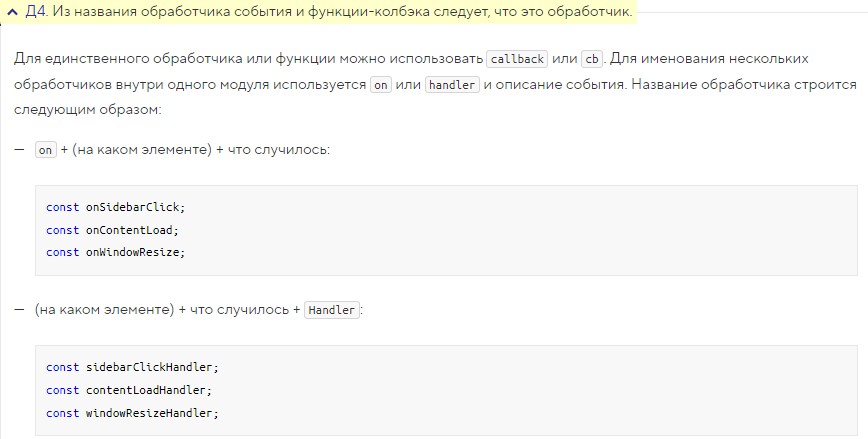 Д4. Из названия обработчика события и функции-колбэка следует, что это обработчик.
Для единственного обработчика или функции можно использовать callback или cb. Для именования нескольких
обработчиков внутри одного модуля используется on или handler и описание события. Название обработчика строится
следующим образом:
— on + (на каком элементе) + что случилось:
const onSidebarClick;
const onContentLoad;
const onWindowResize;
— (на каком элементе) + что случилось + Handler:
const sidebarClickHandler;
const contentLoadHandler;
const windowResizeHandler;